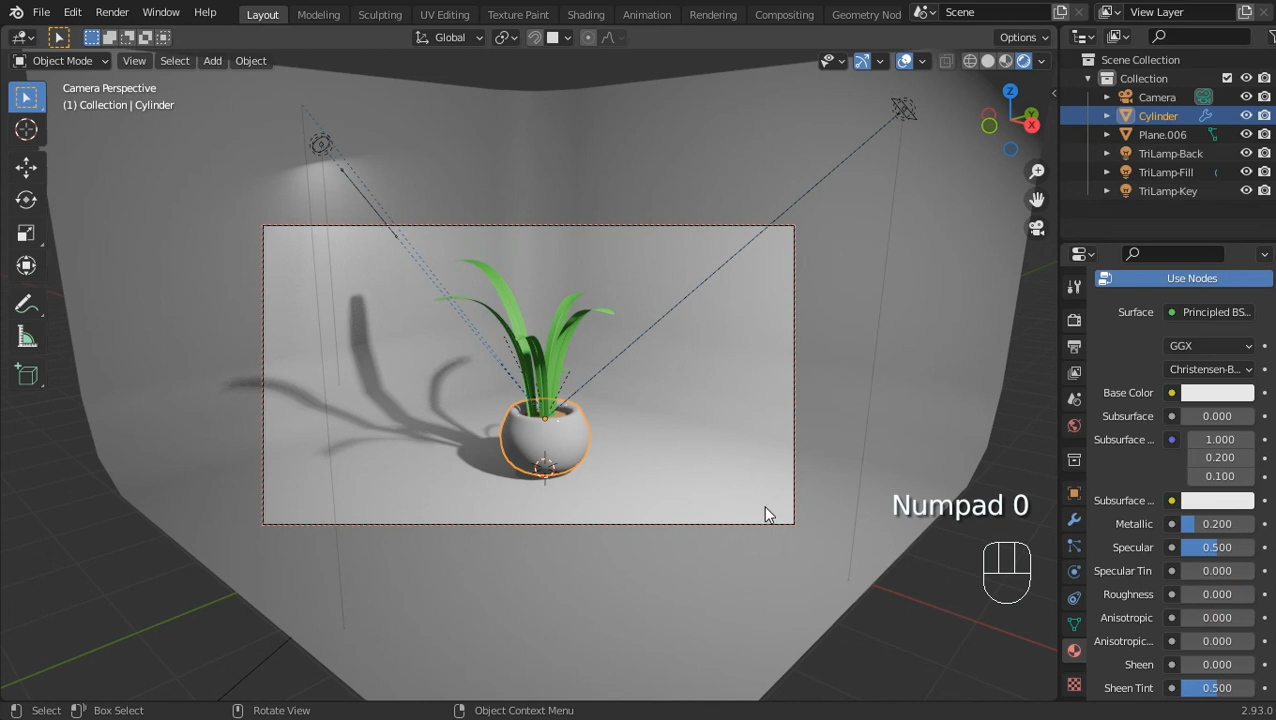 File Edit Render Window Help Layout Modeling Sculpting UV Editing Texture Paint Shading Animation Rendering Compositing Geometry Nod Scene View Layer
Global Options
Object Mode View Select Add Object
Camera Perspective
(1) Collection | Cylinder
Z
Y
X
Scene Collection
Collection
Camera
Cylinder
Plane.006
TriLamp-Back
TriLamp-Fill
TriLamp-Key
Use Nodes
Surface Principled BS...
GGX
Christensen-B...
Base Color
Subsurface 0.000
Subsurface ... 1.000
0.200
0.100
Subsurface ...
Metallic 0.200
Specular 0.500
Specular Tin 0.000
Roughness 0.000
Anisotropic 0.000
Anisotropic... 0.000
Sheen 0.000
Sheen Tint 0.500
Numpad 0
Select Box Select Rotate View Object Context Menu 2.93.0